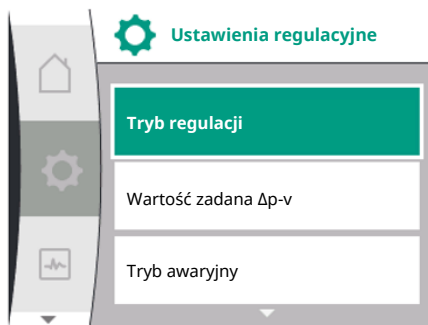 Ustawienia regulacyjne
Tryb regulacji
Wartość zadana Δp-v
Tryb awaryjny